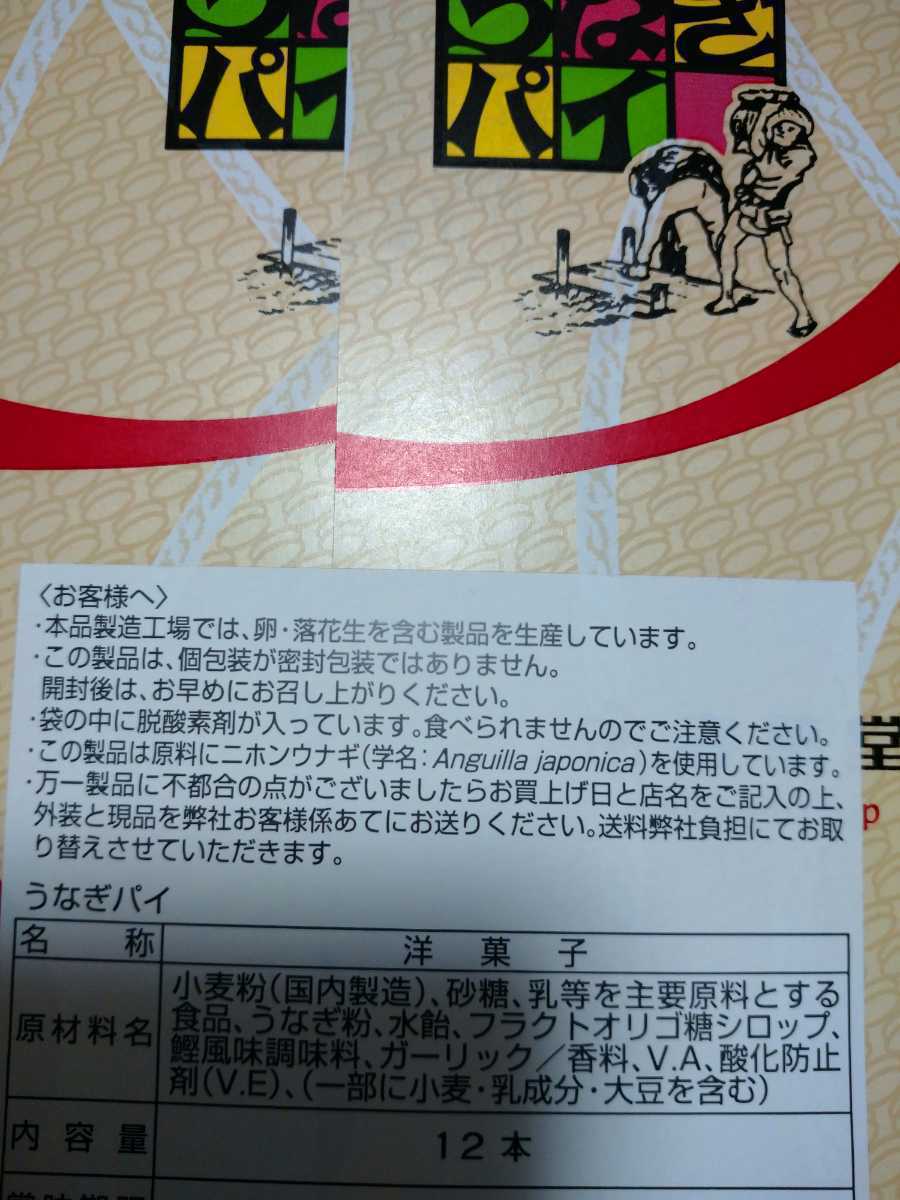 うな
パイ
うなぎ
パイ
〈お客様へ〉
・本品製造工場では、卵・落花生を含む製品を生産しています。
・この製品は、個包装が密封包装ではありません。
開封後は、お早めにお召し上がりください。
・袋の中に脱酸素剤が入っています。食べられませんのでご注意ください。
・この製品は原料にニホンウナギ(学名：Anguilla japonica)を使用しています。
・万一製品に不都合の点がございましたらお買上げ日と店名をご記入の上、
外装と現品を弊社お客様係あてにお送りください。送料弊社負担にてお取
り替えさせていただきます。
堂
p
うなぎパイ
名称 洋菓子
原材料名 小麦粉(国内製造)、砂糖、乳等を主要原料とする
食品、うなぎ粉、水飴、フラクトオリゴ糖シロップ、
鰹風味調味料、ガーリック／香料、V.A、酸化防止
剤(V.E)、(一部に小麦・乳成分・大豆を含む)
内容量 12本